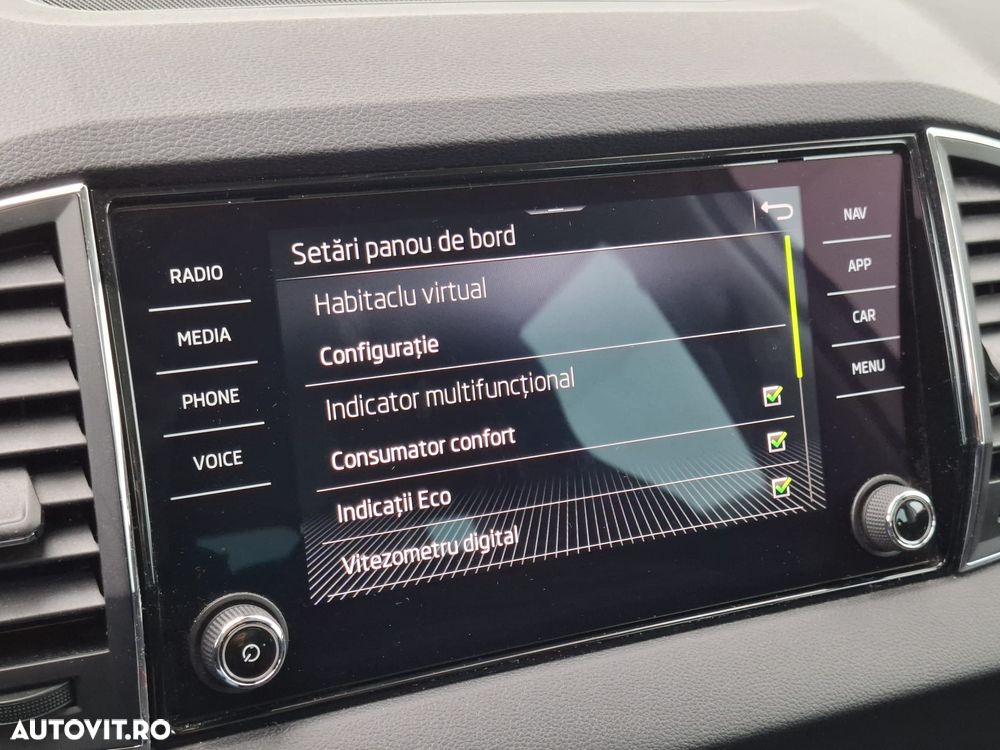 Setări panou de bord
RADIO
MEDIA
PHONE
VOICE
Habitaclu virtual
Configurație
Indicator multifuncțional
Consumator confort
Indicații Eco
Vitezometru digital
NAV
APP
CAR
MENU
AUTOVIT.RO